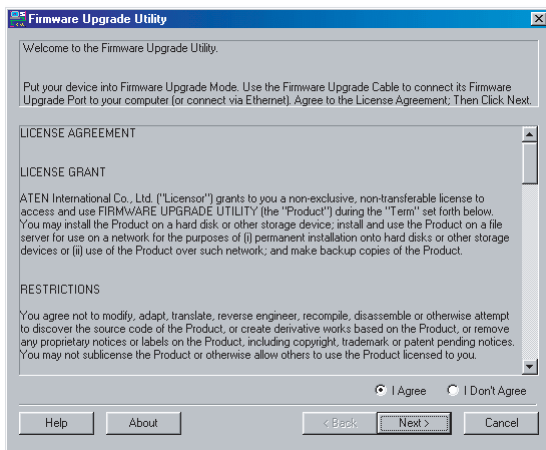 Firmware Upgrade Utility
Welcome to the Firmware Upgrade Utility.
Put your device into Firmware Upgrade Mode. Use the Firmware Upgrade Cable to connect its Firmware
Upgrade Port to your computer (or connect via Ethernet). Agree to the License Agreement; Then Click Next.
LICENSE AGREEMENT
LICENSE GRANT
ATEN International Co., Ltd. ("Licensor") grants to you a non-exclusive, non-transferable license to
access and use FIRMWARE UPGRADE UTILITY (the "Product") during the "Term" set forth below.
You may install the Product on a hard disk or other storage device; install and use the Product on a file
server for use on a network for the purposes of (i) permanent installation onto hard disks or other storage
devices or (ii) use of the Product over such network; and make backup copies of the Product.
RESTRICTIONS
You agree not to modify, adapt, translate, reverse engineer, recompile, disassemble or otherwise attempt
to discover the source code of the Product, or create derivative works based on the Product, or remove
any proprietary notices or labels on the Product, including copyright, trademark or patent pending notices.
You may not sublicense the Product or otherwise allow others to use the Product licensed to you.
I Agree I Don't Agree
Help About < Back Next > Cancel